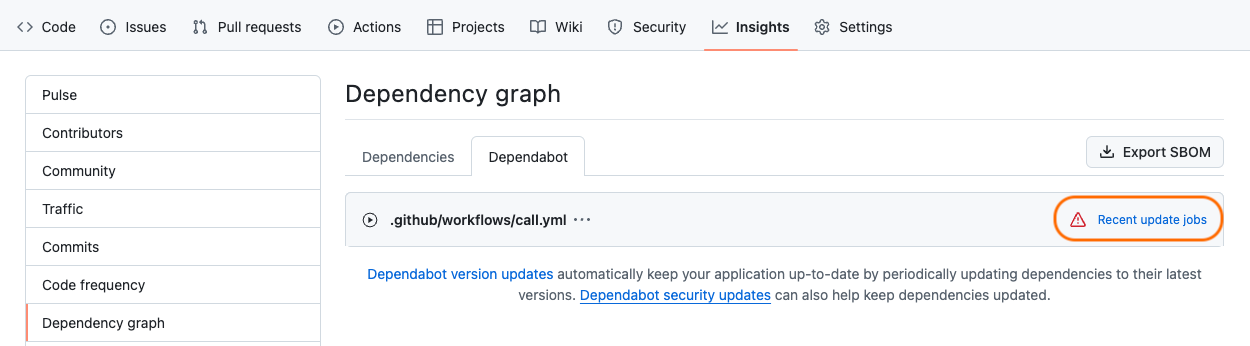 Code Issues Pull requests Actions Projects Wiki Security Insights Settings
Pulse
Contributors
Community
Traffic
Commits
Code frequency
Dependency graph
Dependency graph
Dependencies Dependabot Export SBOM
.github/workflows/call.yml ··· Recent update jobs
Dependabot version updates automatically keep your application up-to-date by periodically updating dependencies to their latest
versions. Dependabot security updates can also help keep dependencies updated.